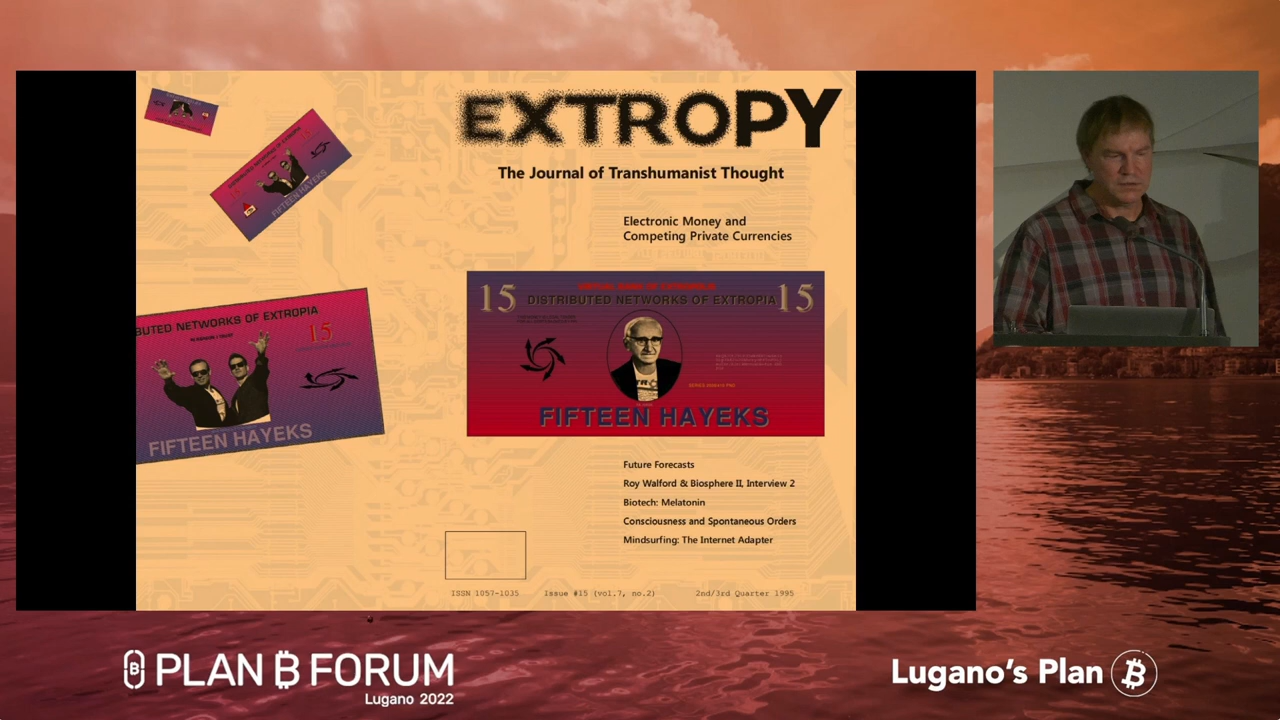 EXTROPY
The Journal of Transhumanist Thought
Electronic Money and
Competing Private Currencies
15
15
DISTRIBUTED NETWORKS OF EXTROPIA
FIFTEEN HAYEKS
15
FIFTEEN HAYEKS
BUTED NETWORKS OF EXTROPIA
15
FIFTEEN HAYEKS
Future Forecasts
Roy Walford & Biosphere II, Interview 2
Biotech: Melatonin
Consciousness and Spontaneous Orders
Mindsurfing: The Internet Adapter
ISSN 1057-1035 Issue #15 (vol.7, no.2) 2nd/3rd Quarter 1995
PLAN B FORUM
Lugano 2022
Lugano's Plan B